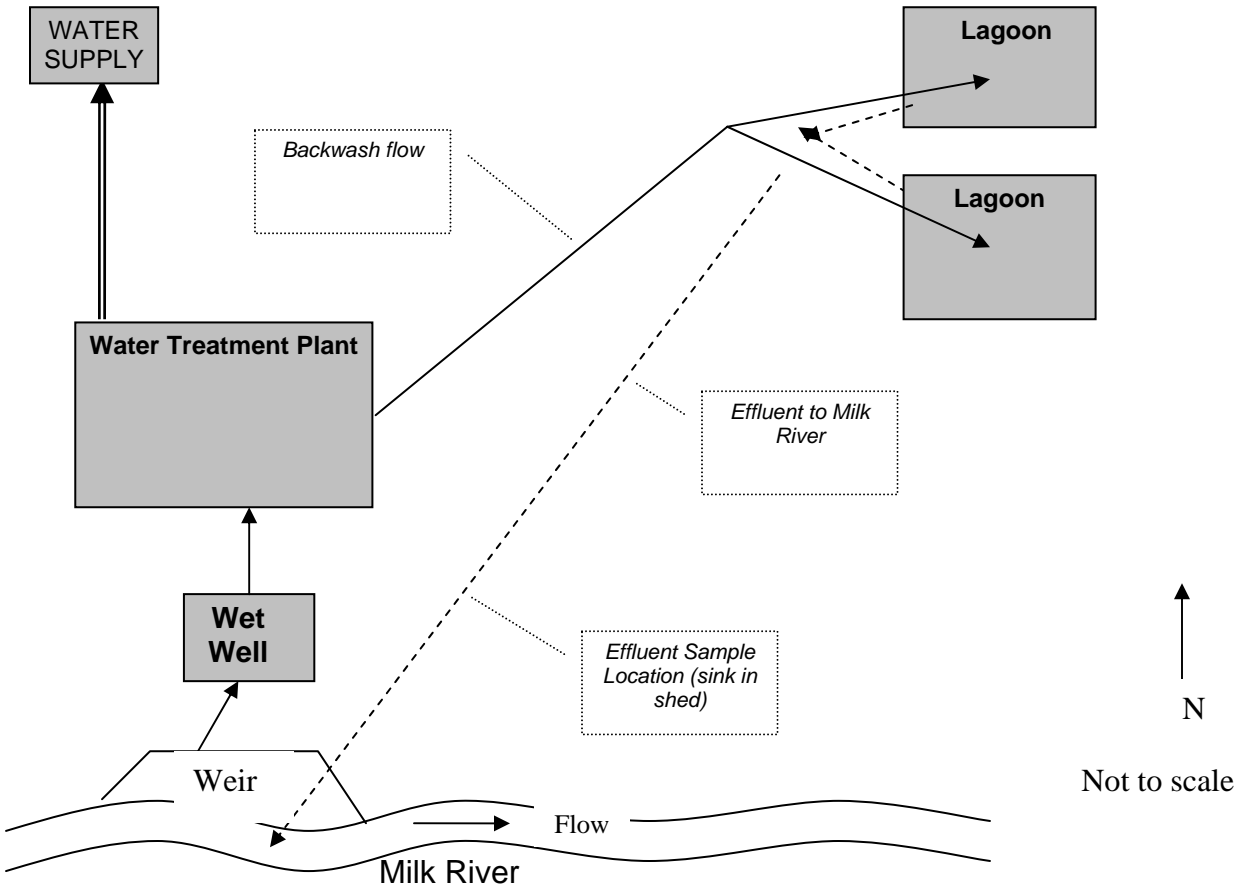 WATER
SUPPLY
Lagoon
Backwash flow
Lagoon
Water Treatment Plant
Effluent to Milk
River
Wet
Well
Effluent Sample
Location (sink in
shed)
N
Weir
Not to scale
Flow
Milk River